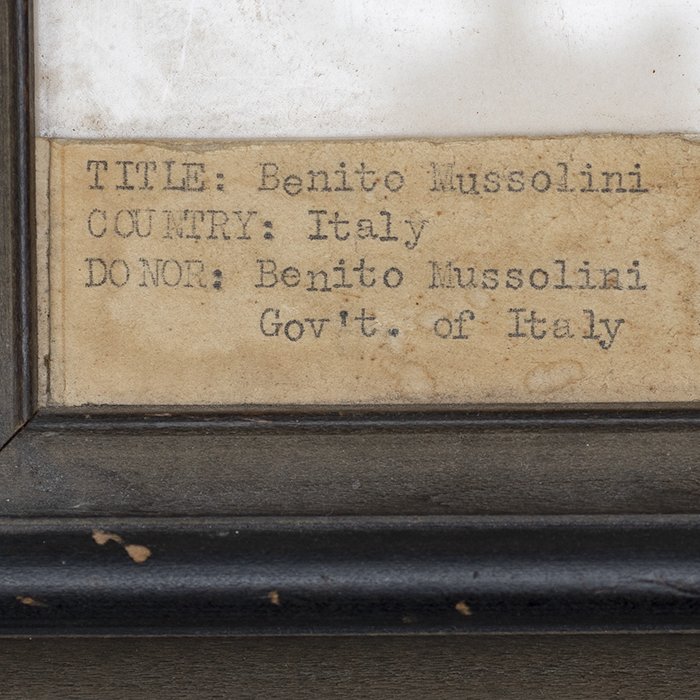 TITLE: Benito Mussolini
COUNTRY: Italy
DONOR: Benito Mussolini
Gov't. of Italy